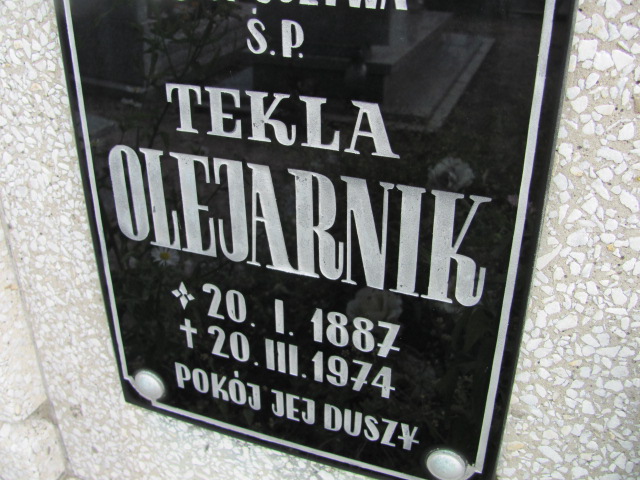 Ś.P.
TEKLA
OLEJARNIK
20. I. 1887
† 20. III. 1974
POKÓJ JEJ DUSZY